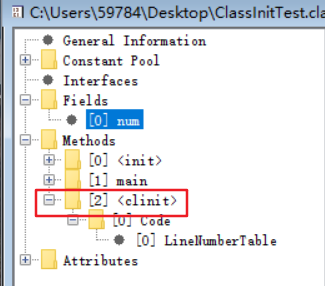 C:\Users\59784\Desktop\ClassInitTest.cla
General Information
Constant Pool
Interfaces
Fields
[0] num
Methods
[0] <init>
[1] main
[2] <clinit>
[0] Code
[0] LineNumberTable
Attributes